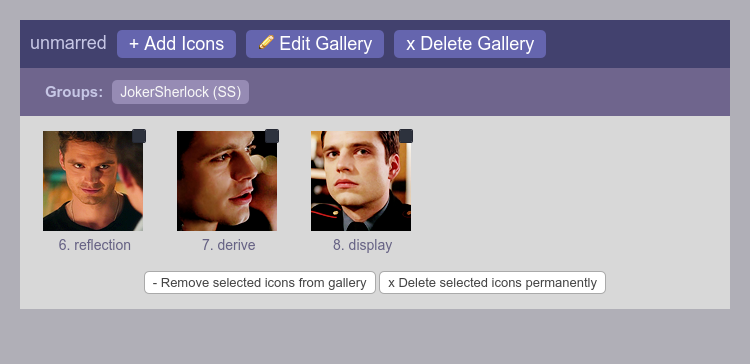 unmarred + Add Icons Edit Gallery x Delete Gallery
Groups: JokerSherlock (SS)
6. reflection 7. derive 8. display
- Remove selected icons from gallery x Delete selected icons permanently